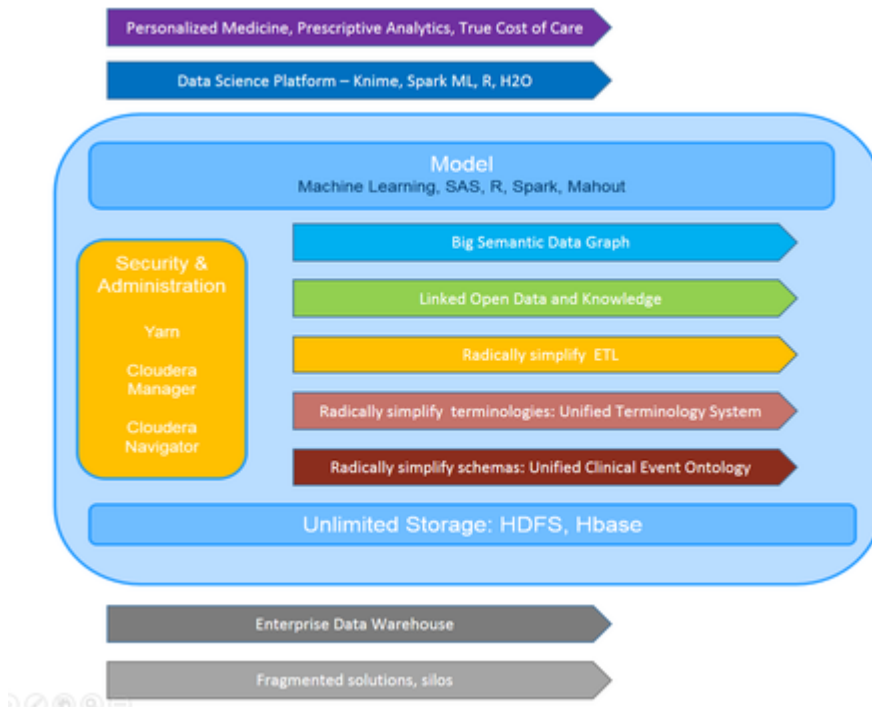 Personalized Medicine, Prescriptive Analytics, True Cost of Care
Data Science Platform – Knime, Spark ML, R, H2O
Model
Machine Learning, SAS, R, Spark, Mahout
Security &
Administration
Yarn
Cloudera
Manager
Cloudera
Navigator
Big Semantic Data Graph
Linked Open Data and Knowledge
Radically simplify ETL
Radically simplify terminologies: Unified Terminology System
Radically simplify schemas: Unified Clinical Event Ontology
Unlimited Storage: HDFS, Hbase
Enterprise Data Warehouse
Fragmented solutions, silos